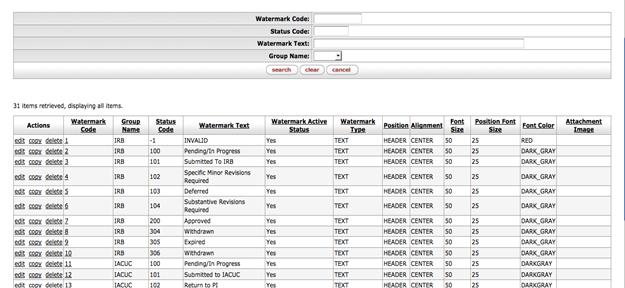 Watermark Code:
Status Code:
Watermark Text:
Group Name:
search clear cancel
31 items retrieved, displaying all items.
Actions Watermark Code Group Name Status Code Watermark Text Watermark Active Status Watermark Type Position Alignment Font Size Position Font Size Font Color Attachment Image
edit copy delete 1 IRB -1 INVALID Yes TEXT HEADER CENTER 50 25 RED
edit copy delete 2 IRB 100 Pending/In Progress Yes TEXT HEADER CENTER 50 25 DARK_GRAY
edit copy delete 3 IRB 101 Submitted To IRB Yes TEXT HEADER CENTER 50 25 DARK_GRAY
edit copy delete 4 IRB 102 Specific Minor Revisions Required Yes TEXT HEADER CENTER 50 25 DARK_GRAY
edit copy delete 5 IRB 103 Deferred Yes TEXT HEADER CENTER 50 25 DARK_GRAY
edit copy delete 6 IRB 104 Substantive Revisions Required Yes TEXT HEADER CENTER 50 25 DARK_GRAY
edit copy delete 7 IRB 200 Approved Yes TEXT HEADER CENTER 50 25 DARK_GRAY
edit copy delete 8 IRB 304 Withdrawn Yes TEXT HEADER CENTER 50 25 DARK_GRAY
edit copy delete 9 IRB 305 Expired Yes TEXT HEADER CENTER 50 25 DARK_GRAY
edit copy delete 10 IRB 306 Withdrawn Yes TEXT HEADER CENTER 50 25 DARK_GRAY
edit copy delete 11 IACUC 100 Pending/In Progress Yes TEXT HEADER CENTER 50 25 DARKGRAY
edit copy delete 12 IACUC 101 Submitted to IACUC Yes TEXT HEADER CENTER 50 25 DARKGRAY
edit copy delete 13 IACUC 102 Return to PI Yes TEXT HEADER CENTER 50 25 DARKGRAY